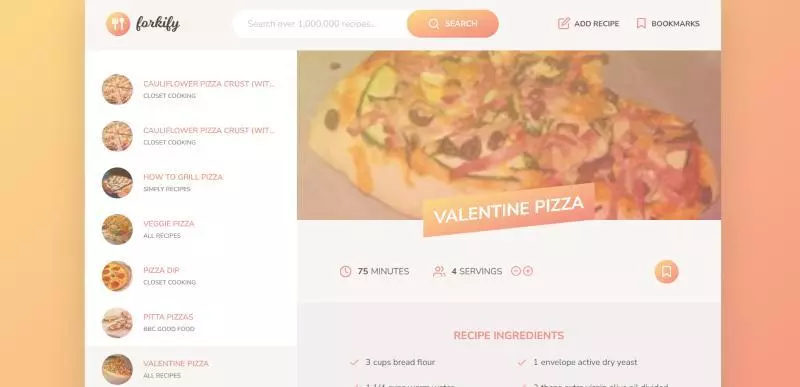 forkify
Search over 1,000,000 recipes...
SEARCH
ADD RECIPE
BOOKMARKS
CAULIFLOWER PIZZA CRUST (WIT...
CLOSET COOKING
CAULIFLOWER PIZZA CRUST (WIT...
CLOSET COOKING
HOW TO GRILL PIZZA
SIMPLY RECIPES
VEGGIE PIZZA
ALL RECIPES
PIZZA DIP
CLOSET COOKING
PITTA PIZZAS
BBC GOOD FOOD
VALENTINE PIZZA
ALL RECIPES
VALENTINE PIZZA
75 MINUTES
4 SERVINGS
RECIPE INGREDIENTS
3 cups bread flour
1 envelope active dry yeast